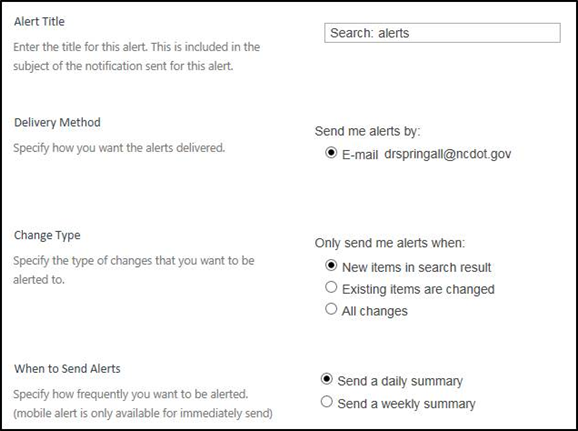 Alert Title
Enter the title for this alert. This is included in the
subject of the notification sent for this alert.
Search: alerts
Delivery Method
Specify how you want the alerts delivered.
Send me alerts by:
E-mail drspringall@ncdot.gov
Change Type
Specify the type of changes that you want to be
alerted to.
Only send me alerts when:
New items in search result
Existing items are changed
All changes
When to Send Alerts
Specify how frequently you want to be alerted.
(mobile alert is only available for immediately send)
Send a daily summary
Send a weekly summary